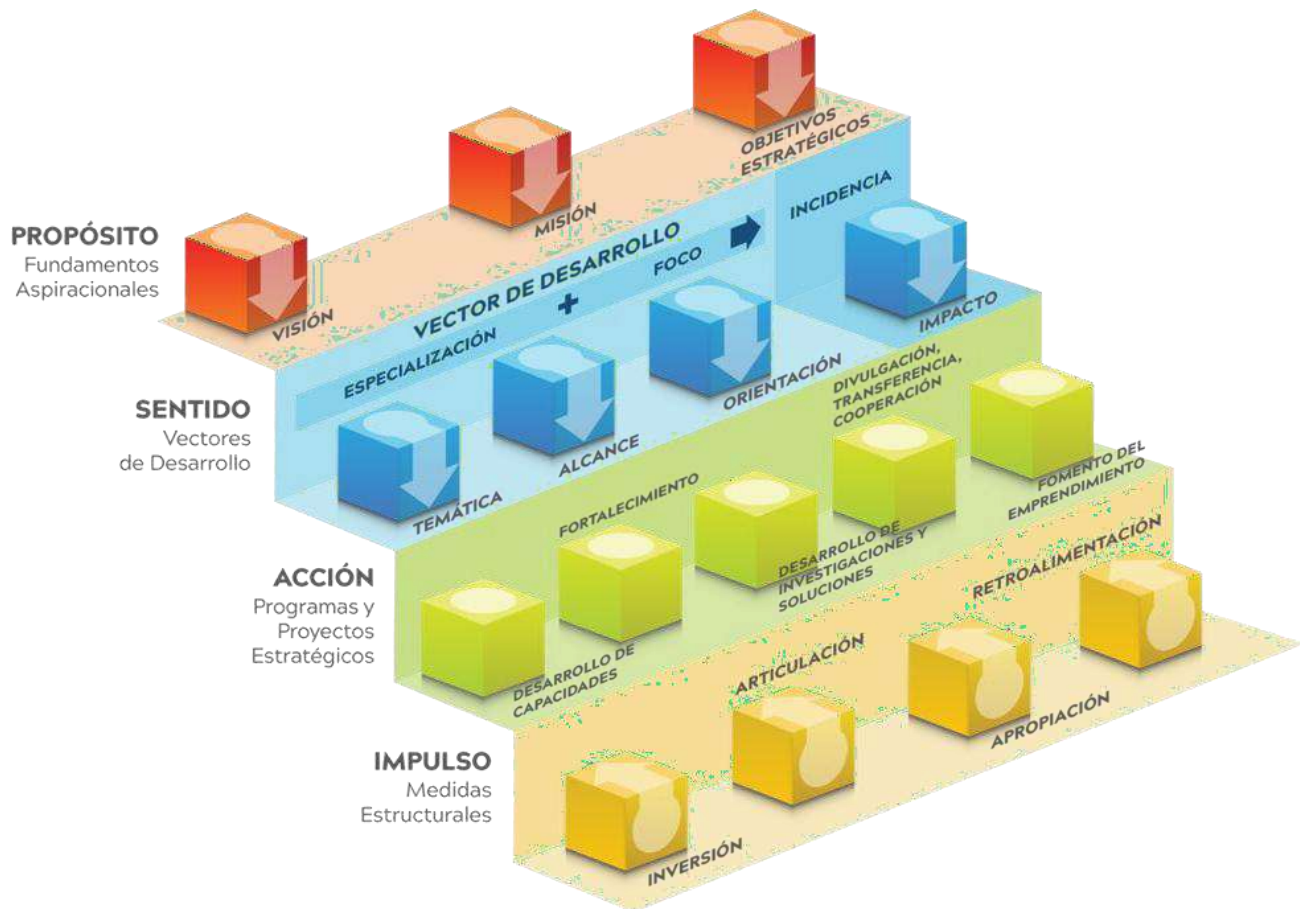 PROPÓSITO
Fundamentos
Aspiracionales
VISIÓN
MISIÓN
OBJETIVOS
ESTRATÉGICOS
SENTIDO
Vectores
de Desarrollo
VECTOR DE DESARROLLO
ESPECIALIZACIÓN + FOCO
INCIDENCIA
TEMÁTICA
ALCANCE
ORIENTACIÓN
IMPACTO
ACCIÓN
Programas y
Proyectos
Estratégicos
DESARROLLO DE
CAPACIDADES
FORTALECIMIENTO
DESARROLLO DE
INVESTIGACIONES Y
SOLUCIONES
DIVULGACIÓN,
TRANSFERENCIA,
COOPERACIÓN
FOMENTO DEL
EMPRENDIMIENTO
IMPULSO
Medidas
Estructurales
INVERSIÓN
ARTICULACIÓN
APROPIACIÓN
RETROALIMENTACIÓN